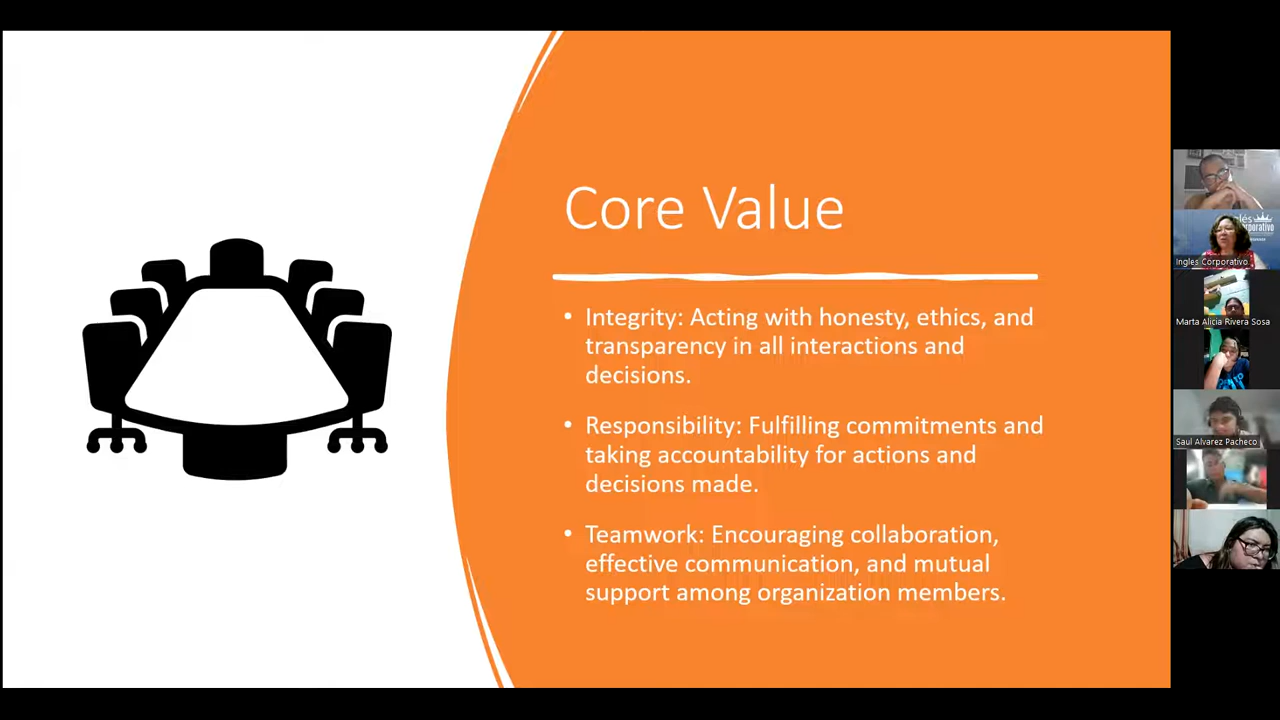 Core Value
• Integrity: Acting with honesty, ethics, and
transparency in all interactions and
decisions.
• Responsibility: Fulfilling commitments and
taking accountability for actions and
decisions made.
• Teamwork: Encouraging collaboration,
effective communication, and mutual
support among organization members.
Ingles Corporativo
Marta Alicia Rivera Sosa
Saul Alvarez Pacheco